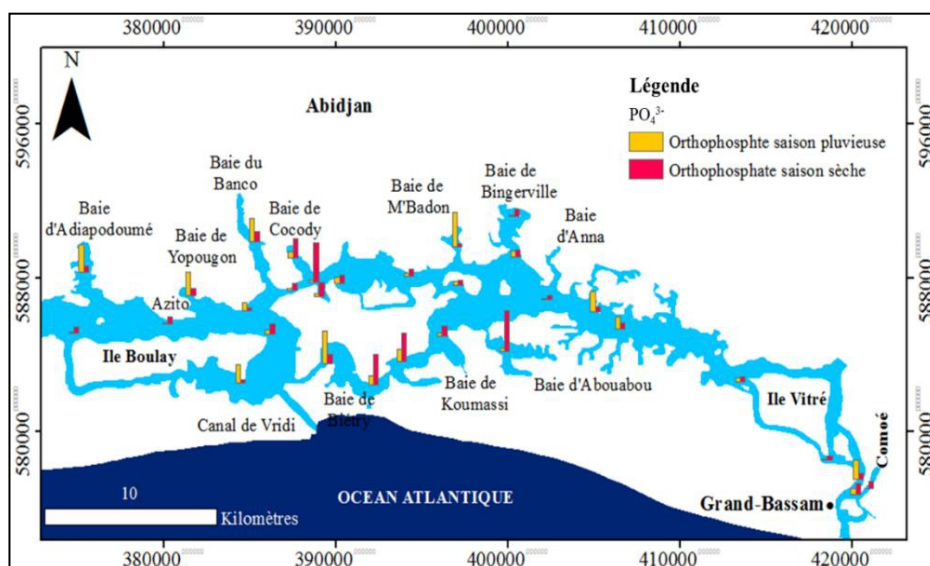 380000 390000 400000 410000 420000
N
Abidjan
Légende
PO₄³⁻
Orthophosphte saison pluvieuse
Orthophosphate saison sèche
596000
596000
Baie du
Banco
Baie
d'Adiapodoumé
Baie de
Yopougon
Baie de
Cocody
Baie de
M'Badon
Baie de
Bingerville
Baie
d'Anna
588000
588000
Azito
Ile Boulay
Canal de Vridi
Baie de
Biétry
Baie de
Koumassi
Baie d'Abouabou
Ile Vitré
Comoé
580000
580000
OCEAN ATLANTIQUE
Grand-Bassam
10
Kilomètres
380000 390000 400000 410000 420000